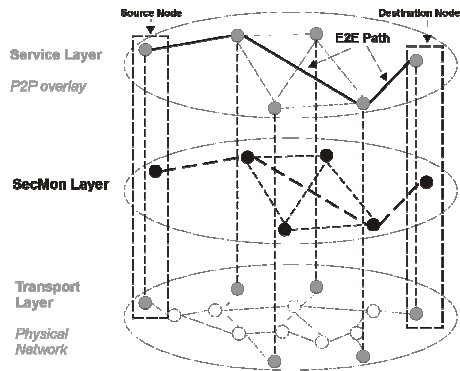 Source Node
Destination Node
E2E Path
Service Layer
P2P overlay
SecMon Layer
Transport
Layer
Physical
Network